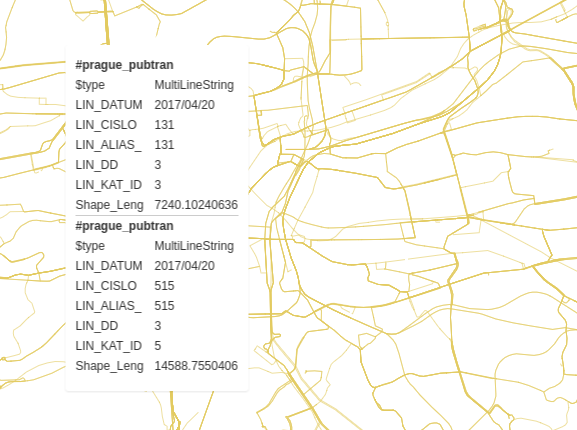 #prague_pubtran
$type MultiLineString
LIN_DATUM 2017/04/20
LIN_CISLO 131
LIN_ALIAS_ 131
LIN_DD 3
LIN_KAT_ID 3
Shape_Leng 7240.10240636
#prague_pubtran
$type MultiLineString
LIN_DATUM 2017/04/20
LIN_CISLO 515
LIN_ALIAS_ 515
LIN_DD 3
LIN_KAT_ID 5
Shape_Leng 14588.7550406